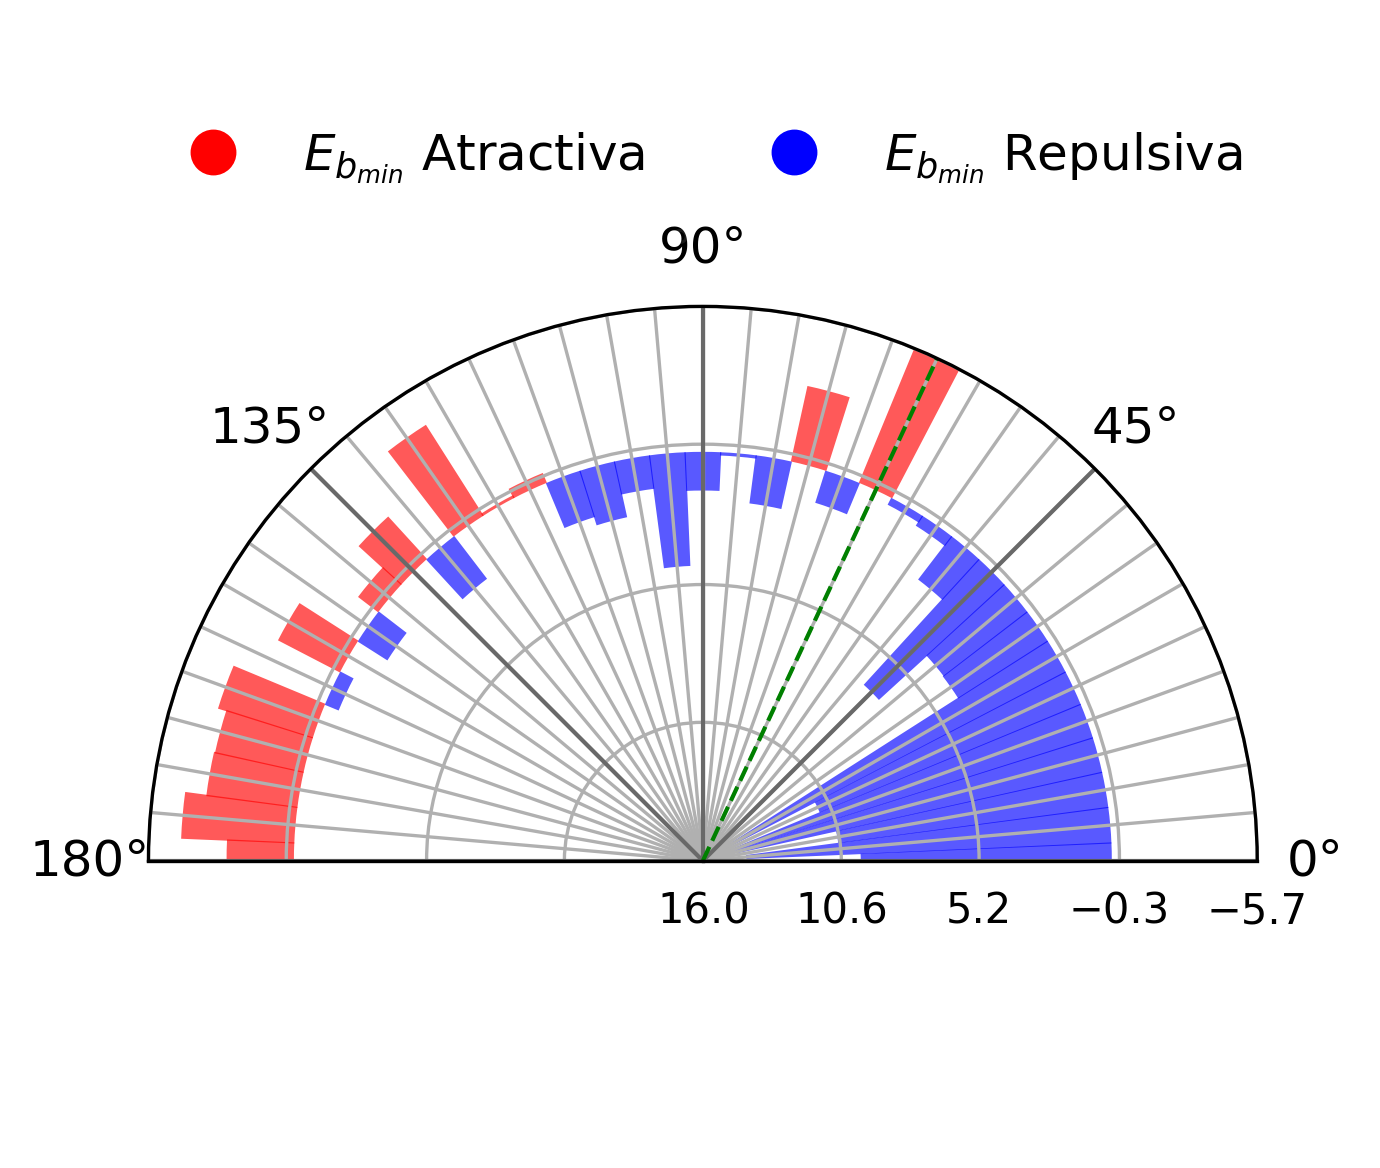 E_{b_{min}} Atractiva E_{b_{min}} Repulsiva
90°
135° 45°
180° 0°
16.0 10.6 5.2 −0.3 −5.7